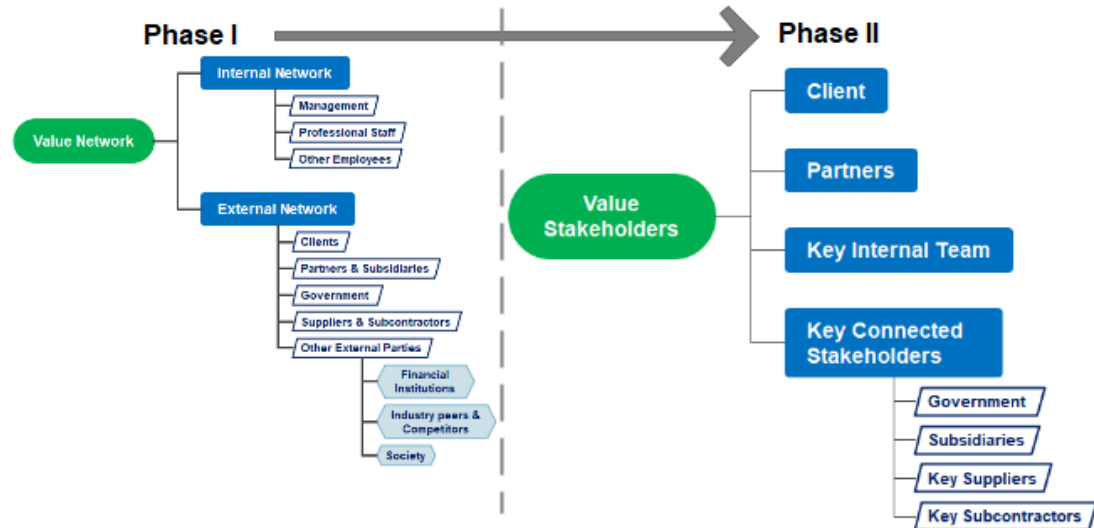 Phase I
Phase II
Value Network
Internal Network
Management
Professional Staff
Other Employees
External Network
Clients
Partners & Subsidiaries
Government
Suppliers & Subcontractors
Other External Parties
Financial
Institutions
Industry peers &
Competitors
Society
Value
Stakeholders
Client
Partners
Key Internal Team
Key Connected
Stakeholders
Government
Subsidiaries
Key Suppliers
Key Subcontractors